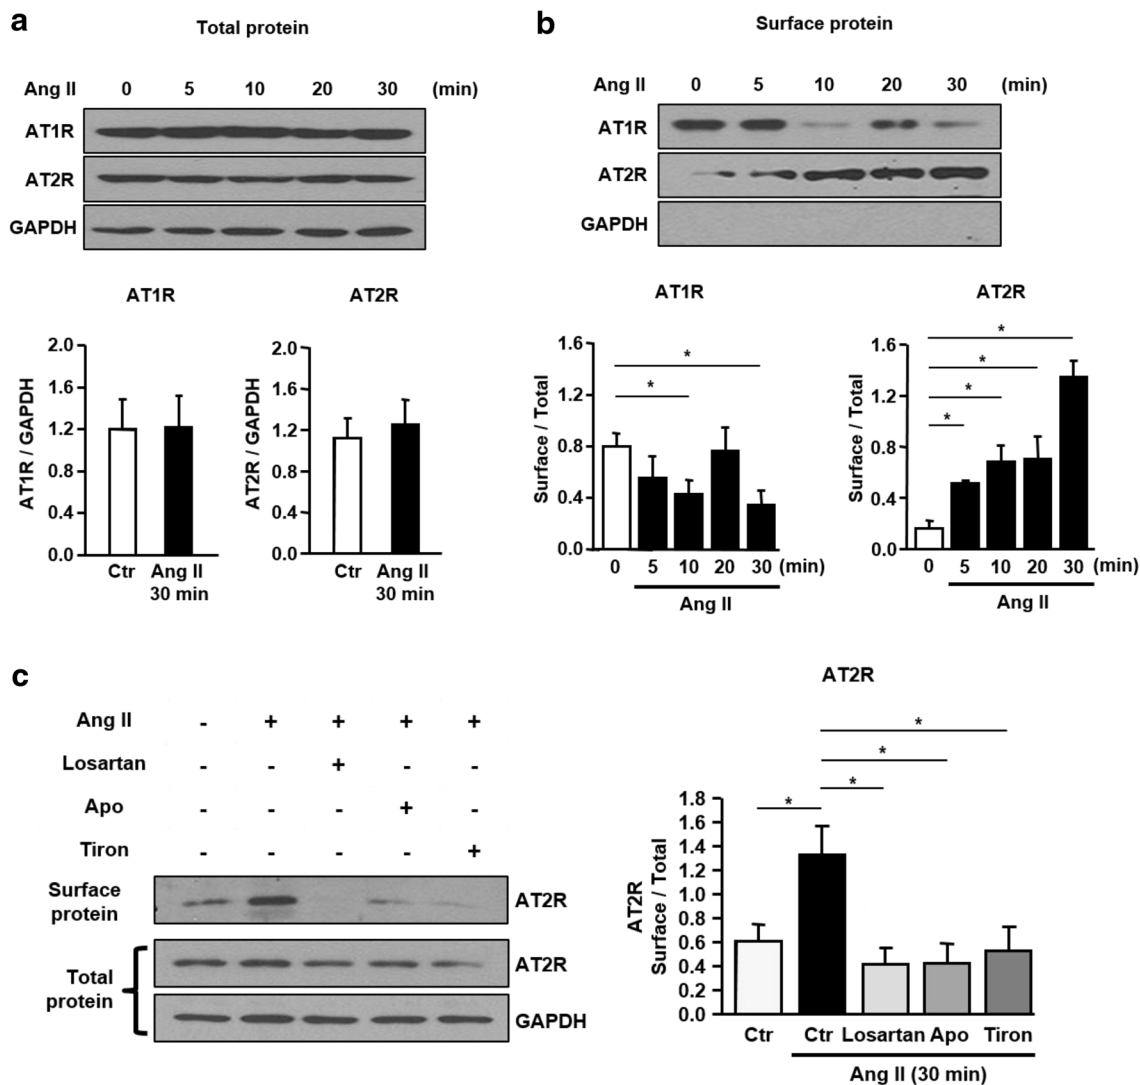 a
Total protein
Ang II 0 5 10 20 30 (min)
AT1R
AT2R
GAPDH
AT1R
AT1R / GAPDH
2.0
1.6
1.2
0.8
0.4
0.0
Ctr Ang II
30 min
AT2R
AT2R / GAPDH
2.0
1.6
1.2
0.8
0.4
0.0
Ctr Ang II
30 min
b
Surface protein
Ang II 0 5 10 20 30 (min)
AT1R
AT2R
GAPDH
AT1R
Surface / Total
1.6
1.2
0.8
0.4
0.0
*
*
0 5 10 20 30 (min)
Ang II
AT2R
Surface / Total
1.6
1.2
0.8
0.4
0.0
*
*
*
*
0 5 10 20 30 (min)
Ang II
c
Ang II - + + + +
Losartan - - + - -
Apo - - - + -
Tiron - - - - +
Surface
protein
AT2R
Total
protein
AT2R
GAPDH
AT2R
AT2R
Surface / Total
1.8
1.6
1.4
1.2
1.0
0.8
0.6
0.4
0.2
0.0
*
*
*
*
Ctr Ctr Losartan Apo Tiron
Ang II (30 min)